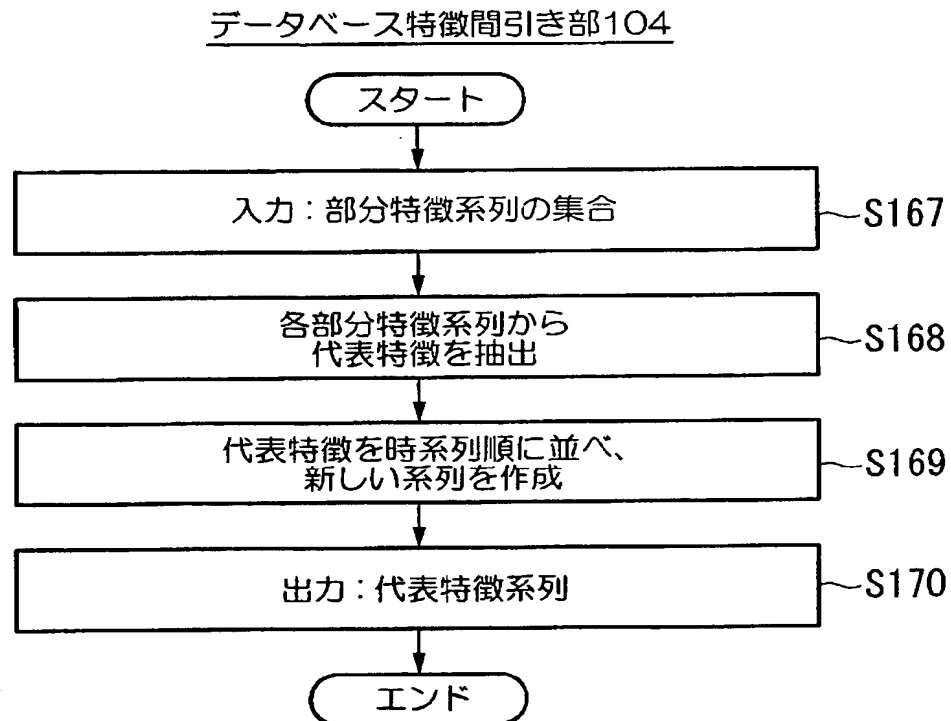 データベース特徴間引き部104
スタート
入力：部分特徴系列の集合
S167
各部分特徴系列から
代表特徴を抽出
S168
代表特徴を時系列順に並べ、
新しい系列を作成
S169
出力：代表特徴系列
S170
エンド